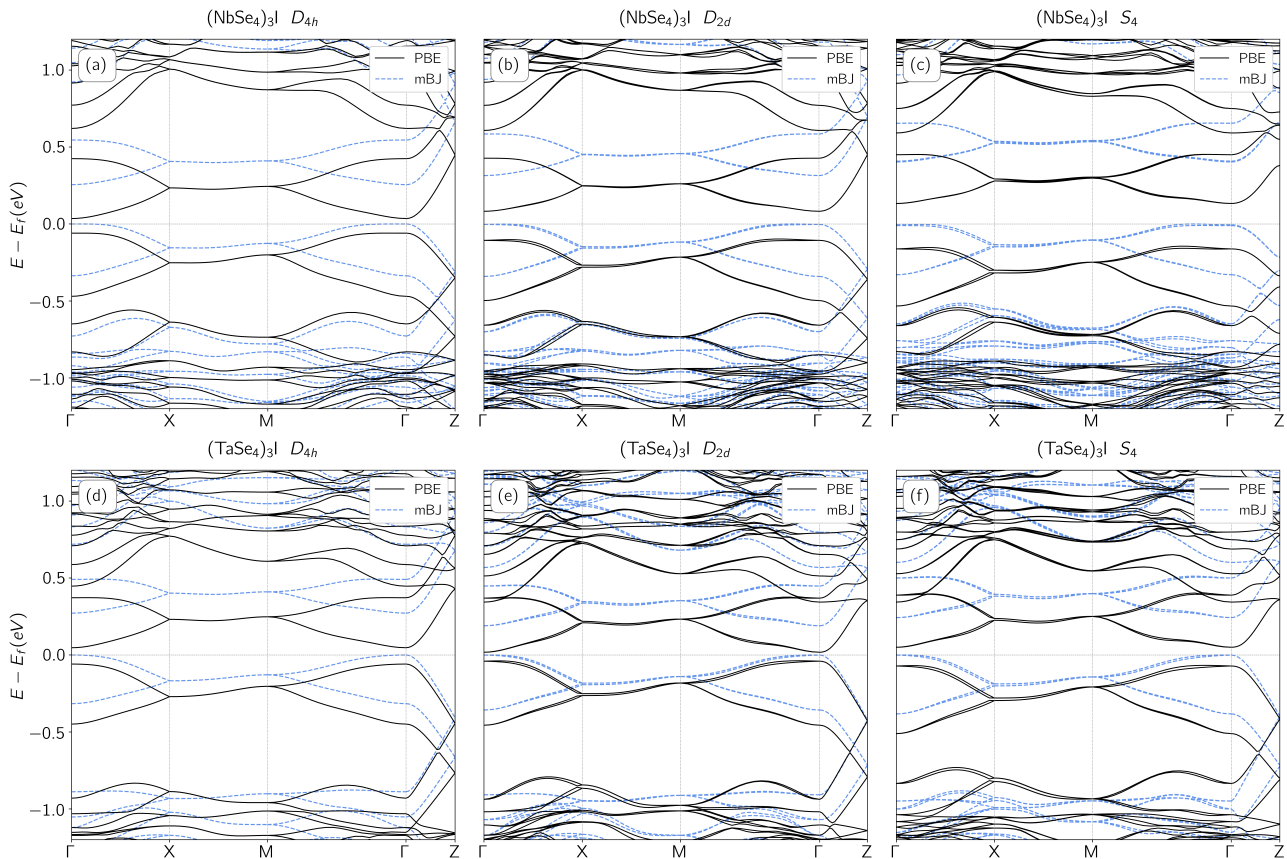 (NbSe₄)₃I D₄ₕ
(NbSe₄)₃I D₂d
(NbSe₄)₃I S₄
(a)
PBE
mBJ
(b)
PBE
mBJ
(c)
PBE
mBJ
E − E_f (eV)
1.0
0.5
0.0
−0.5
−1.0
Γ X M Γ Z
Γ X M Γ Z
Γ X M Γ Z
(TaSe₄)₃I D₄ₕ
(TaSe₄)₃I D₂d
(TaSe₄)₃I S₄
(d)
PBE
mBJ
(e)
PBE
mBJ
(f)
PBE
mBJ
E − E_f (eV)
1.0
0.5
0.0
−0.5
−1.0
Γ X M Γ Z
Γ X M Γ Z
Γ X M Γ Z